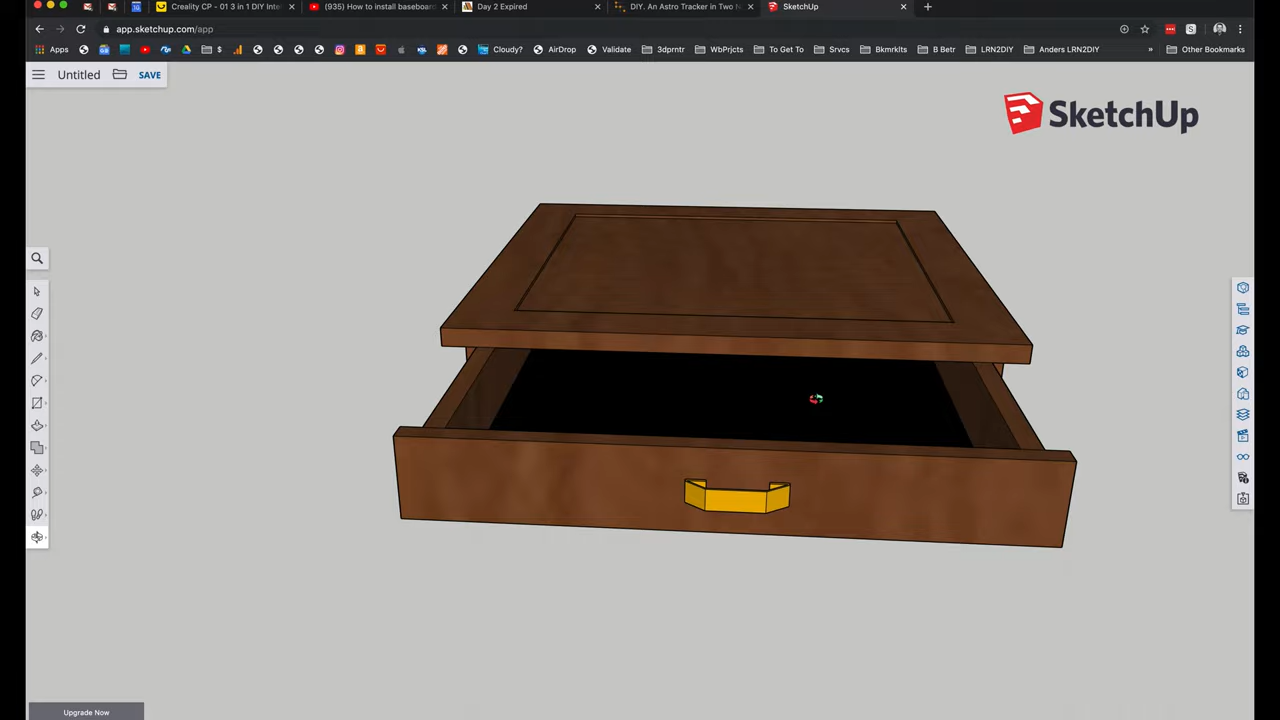 Creality CP - 01 3 in 1 DIY Inte
(935) How to install baseboard
Day 2 Expired
DIY. An Astro Tracker in Two
SketchUp
app.sketchup.com/app
Apps
$
Cloudy?
AirDrop
Validate
3dprntr
WbPrjcts
To Get To
Srvcs
Bkmrklts
B Betr
LRN2DIY
Anders LRN2DIY
»
Other Bookmarks
Untitled
SAVE
SketchUp
Upgrade Now